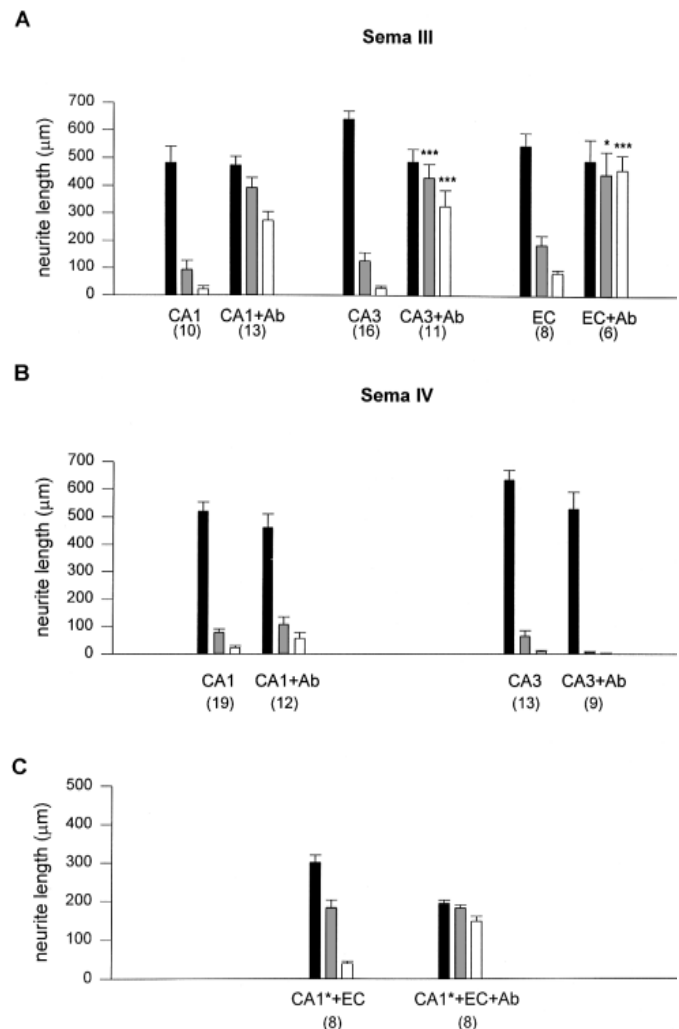 A
Sema III
neurite length (μm)
700
600
500
400
300
200
100
0
*** *** * ***
CA1 CA1+Ab CA3 CA3+Ab EC EC+Ab
(10) (13) (16) (11) (8) (6)
B
Sema IV
neurite length (μm)
700
600
500
400
300
200
100
0
CA1 CA1+Ab CA3 CA3+Ab
(19) (12) (13) (9)
C
neurite length (μm)
500
400
300
200
100
0
CA1*+EC CA1*+EC+Ab
(8) (8)